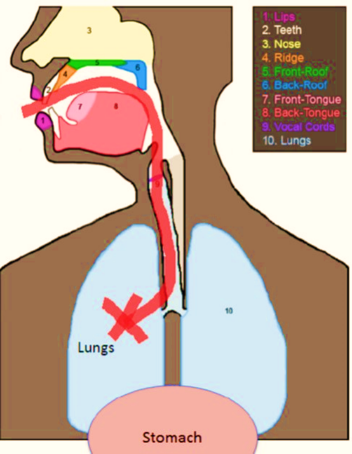 3
1. Lips
2. Teeth
3. Nose
4. Ridge
5. Front-Roof
6. Back-Roof
7. Front-Tongue
8. Back-Tongue
9. Vocal Cords
10. Lungs
5
6
4
2
7
8
1
9
10
Lungs
Stomach